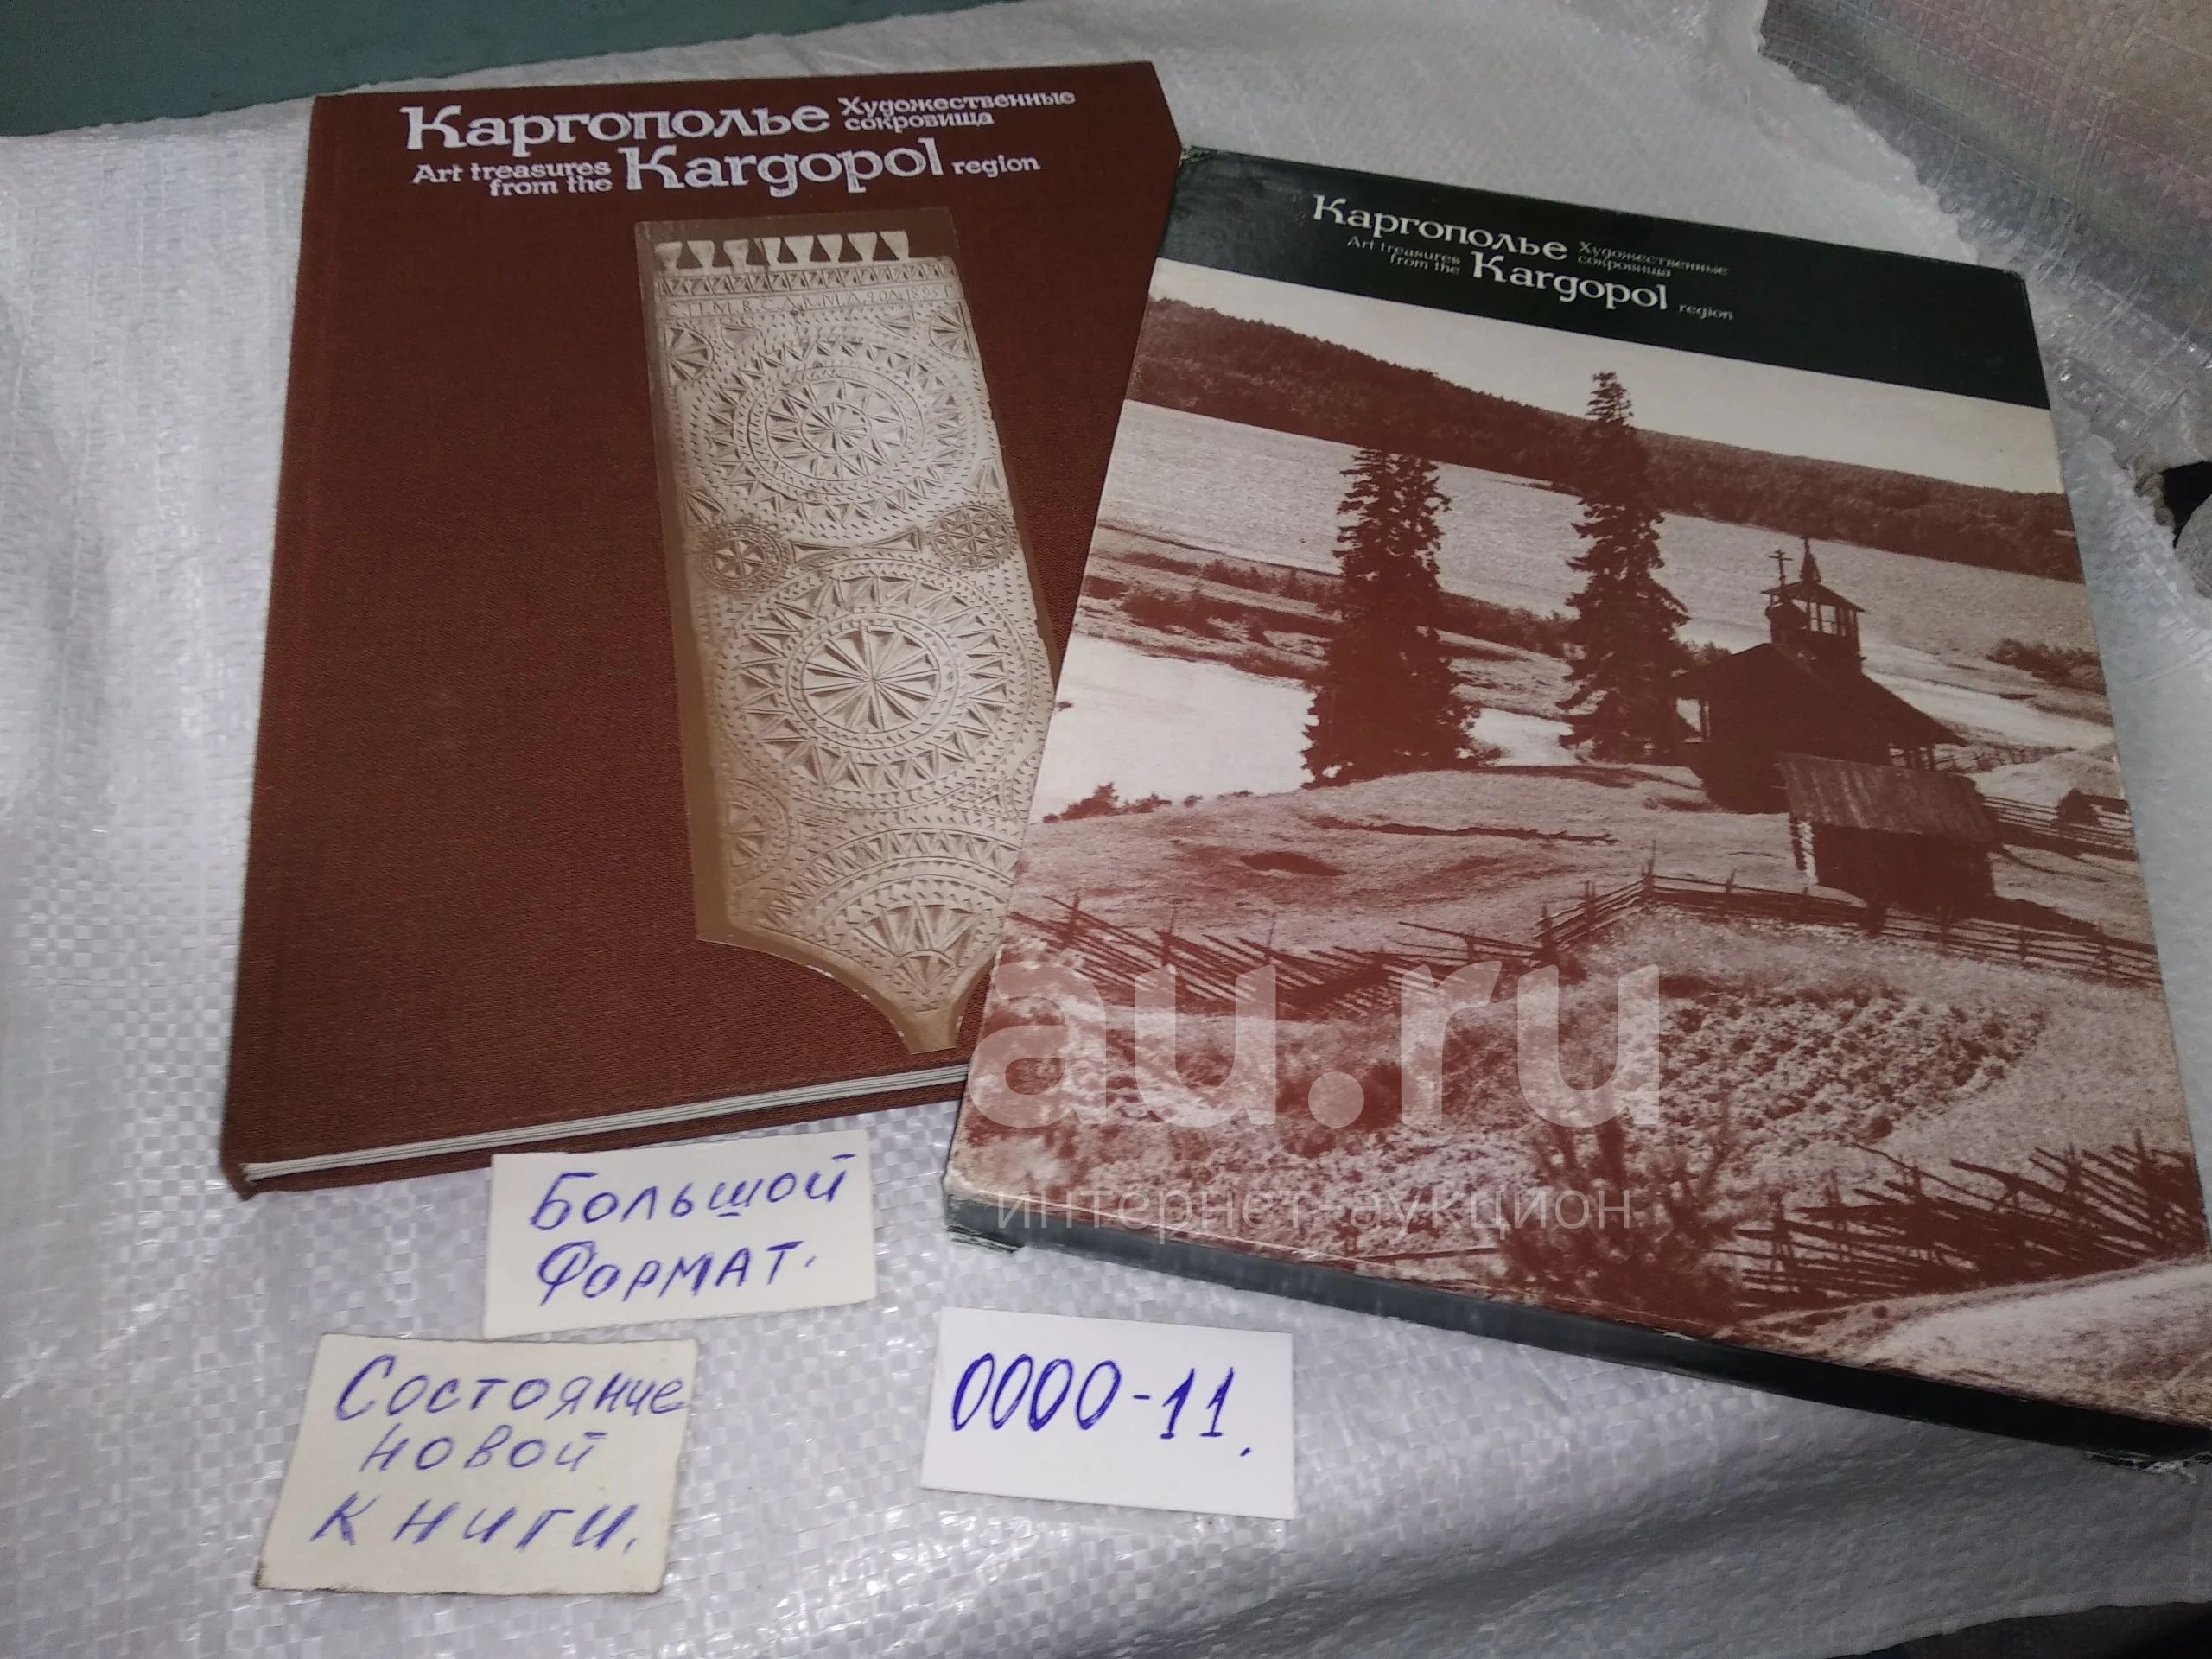 Каргополье Художественные
сокровища
Art treasures
from the Kargopol region
Каргополье Художественные
сокровища
Art treasures
from the Kargopol region
au.ru
интернет-аукцион
Большой
Формат.
Состояние
новой
книги.
0000-11.